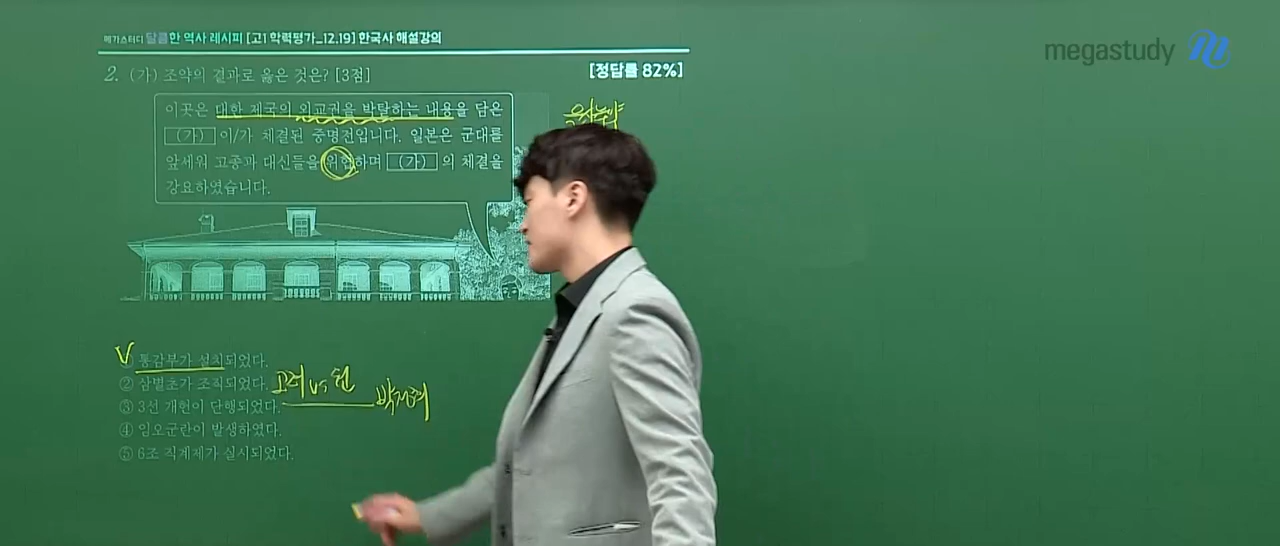 메가스터디 달콤한 역사 레시피 [고1 학력평가_12.19] 한국사 해설강의
megastudy
2. (가) 조약의 결과로 옳은 것은? [3점]
[정답률 82%]
이곳은 대한 제국의 외교권을 박탈하는 내용을 담은
(가) 이/가 체결된 중명전입니다. 일본은 군대를
앞세워 고종과 대신들을 위협하며 (가) 의 체결을
강요하였습니다.
을사늑약
V
① 통감부가 설치되었다.
② 삼별초가 조직되었다. 고려 vs 원
③ 3선 개헌이 단행되었다. 박정희
④ 임오군란이 발생하였다.
⑤ 6조 직계제가 실시되었다.